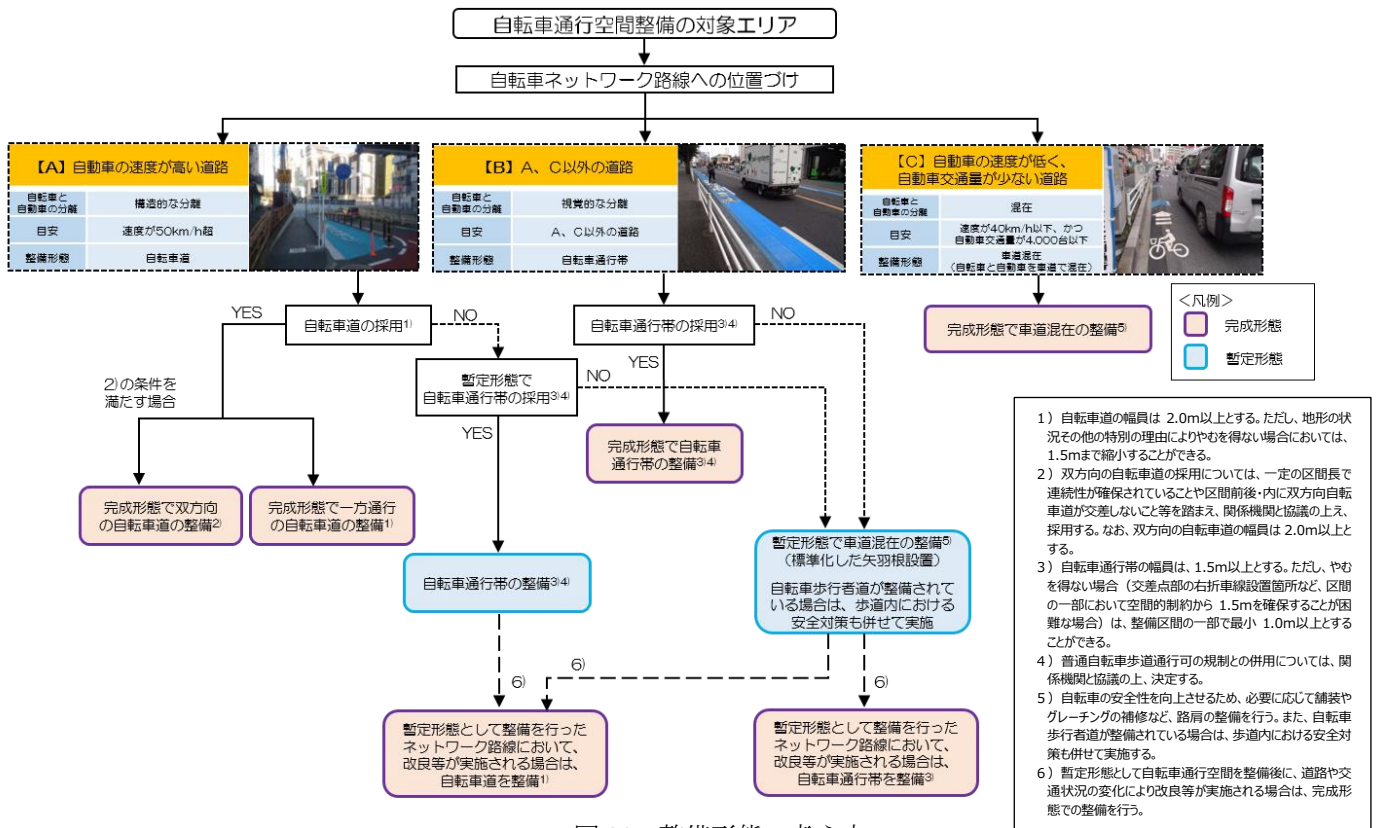 自転車通行空間整備の対象エリア
自転車ネットワーク路線への位置づけ
【A】自動車の速度が高い道路
自転車と
自動車の分離
構造的な分離
目安
速度が50km/h超
整備形態
自転車道
【B】A、C以外の道路
自転車と
自動車の分離
視覚的な分離
目安
A、C以外の道路
整備形態
自転車通行帯
【C】自動車の速度が低く、
自動車交通量が少ない道路
自転車と
自動車の分離
混在
目安
速度が40km/h以下、かつ
自動車交通量が4,000台以下
整備形態
車道混在
(自転車と自動車を車道で混在)
YES
自転車道の採用1)
NO
自転車通行帯の採用3)4)
NO
完成形態で車道混在の整備5)
<凡例>
完成形態
暫定形態
2)の条件を
満たす場合
暫定形態で
自転車通行帯の採用3)4)
NO
YES
YES
完成形態で自転車
通行帯の整備3)4)
完成形態で双方向
の自転車道の整備2)
完成形態で一方通行
の自転車道の整備1)
自転車通行帯の整備3)4)
暫定形態で車道混在の整備5)
(標準化した矢羽根設置)
自転車歩行者道が整備されて
いる場合は、歩道内における
安全対策も併せて実施
6)
6)
6)
暫定形態として整備を行った
ネットワーク路線において、
改良等が実施される場合は、
自転車道を整備1)
暫定形態として整備を行った
ネットワーク路線において、
改良等が実施される場合は、
自転車通行帯を整備3)
1)自転車道の幅員は 2.0m以上とする。ただし、地形の状
況その他の特別の理由によりやむを得ない場合においては、
1.5mまで縮小することができる。
2)双方向の自転車道の採用については、一定の区間長で
連続性が確保されていることや区間前後・内に双方向自転
車道が交差しないこと等を踏まえ、関係機関と協議の上え、
採用する。なお、双方向の自転車道の幅員は 2.0m以上と
する。
3)自転車通行帯の幅員は、1.5m以上とする。ただし、やむ
を得ない場合(交差点部の右折車線設置箇所など、区間
の一部において空間的制約から 1.5mを確保することが困
難な場合)は、整備区間の一部で最小 1.0m以上とする
ことができる。
4)普通自転車歩道通行可の規制との併用については、関
係機関と協議の上、決定する。
5)自転車の安全性を向上させるため、必要に応じて舗装や
グレーチングの補修など、路肩の整備を行う。また、自転車
歩行者道が整備されている場合は、歩道内における安全対
策も併せて実施する。
6)暫定形態として自転車通行空間を整備後に、道路や交
通状況の変化により改良等が実施される場合は、完成形
態での整備を行う。